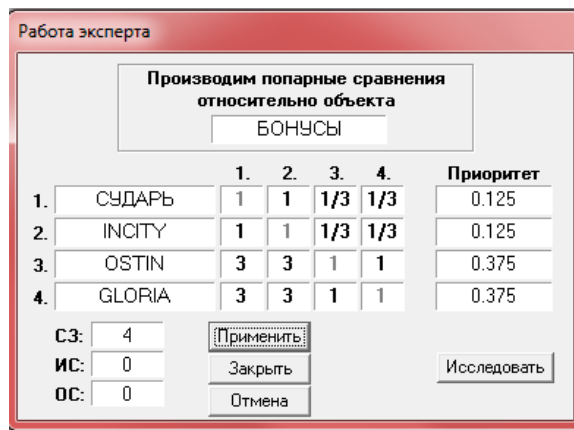 Работа эксперта
Производим попарные сравнения
относительно объекта
БОНУСЫ
1. 2. 3. 4. Приоритет
1. СУДАРЬ 1 1 1/3 1/3 0.125
2. INCITY 1 1 1/3 1/3 0.125
3. OSTIN 3 3 1 1 0.375
4. GLORIA 3 3 1 1 0.375
СЗ: 4 Применить
ИС: 0 Закрыть Исследовать
ОС: 0 Отмена